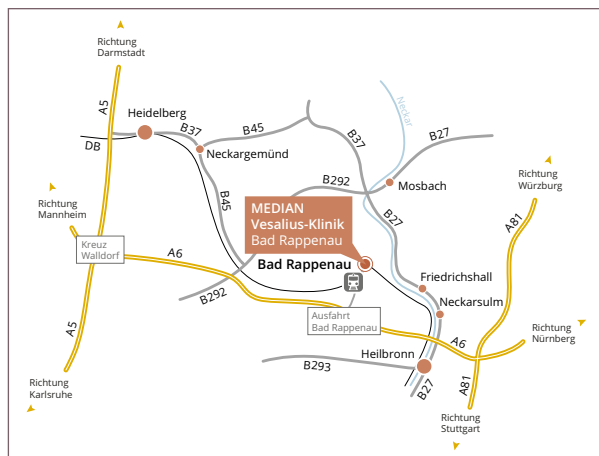 Richtung
Darmstadt
A5
Heidelberg
DB
B37
B45
Neckargemünd
B37
Neckar
B27
Mosbach
Richtung
Würzburg
A81
Richtung
Mannheim
B45
B292
MEDIAN
Vesalius-Klinik
Bad Rappenau
B27
Kreuz
Walldorf
A6
Bad Rappenau
B292
Friedrichshall
Neckarsulm
Ausfahrt
Bad Rappenau
A5
A6
Richtung
Nürnberg
Heilbronn
B293
B27
A81
Richtung
Karlsruhe
Richtung
Stuttgart